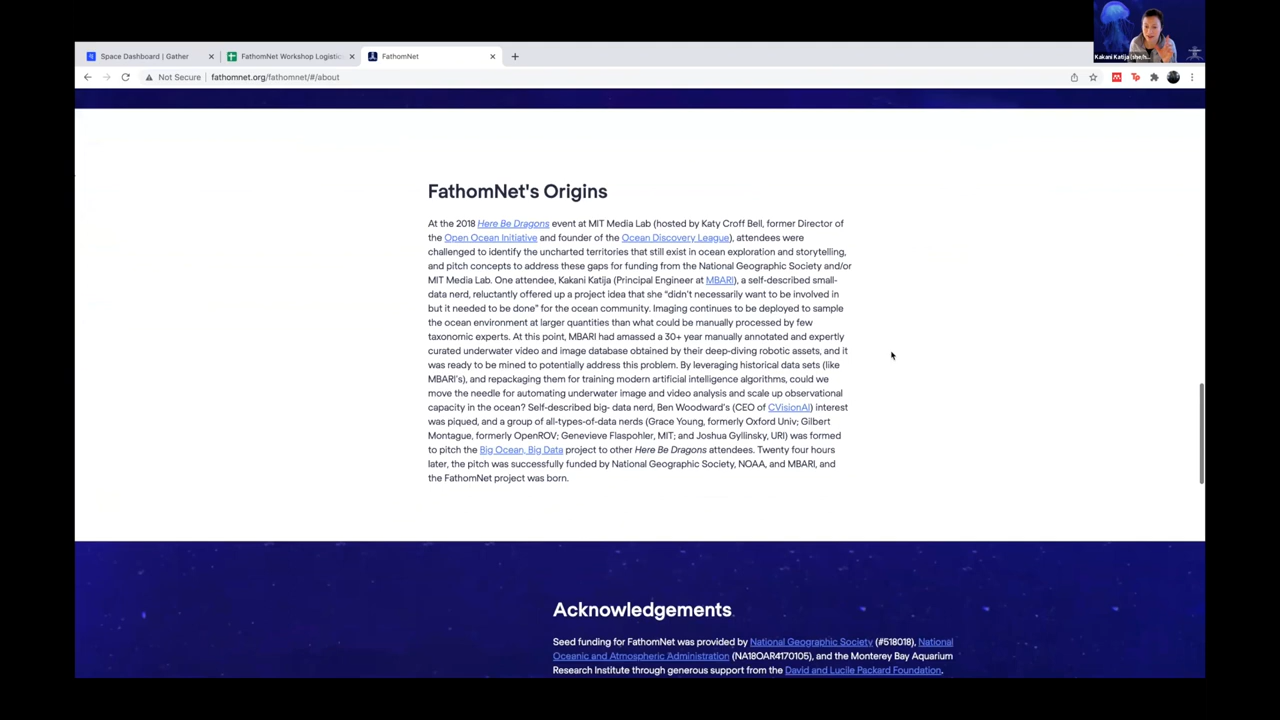 Space Dashboard | Gather
FathomNet Workshop Logistic
FathomNet
Kakani Katija (she/h...
Not Secure
fathomnet.org/fathomnet/#/about
FathomNet's Origins
At the 2018 Here Be Dragons event at MIT Media Lab (hosted by Katy Croff Bell, former Director of
the Open Ocean Initiative and founder of the Ocean Discovery League), attendees were
challenged to identify the uncharted territories that still exist in ocean exploration and storytelling,
and pitch concepts to address these gaps for funding from the National Geographic Society and/or
MIT Media Lab. One attendee, Kakani Katija (Principal Engineer at MBARI), a self-described small-
data nerd, reluctantly offered up a project idea that she “didn't necessarily want to be involved in
but it needed to be done” for the ocean community. Imaging continues to be deployed to sample
the ocean environment at larger quantities than what could be manually processed by few
taxonomic experts. At this point, MBARI had amassed a 30+ year manually annotated and expertly
curated underwater video and image database obtained by their deep-diving robotic assets, and it
was ready to be mined to potentially address this problem. By leveraging historical data sets (like
MBARI's), and repackaging them for training modern artificial intelligence algorithms, could we
move the needle for automating underwater image and video analysis and scale up observational
capacity in the ocean? Self-described big- data nerd, Ben Woodward's (CEO of CVisionAI) interest
was piqued, and a group of all-types-of-data nerds (Grace Young, formerly Oxford Univ; Gilbert
Montague, formerly OpenROV; Genevieve Flaspohler, MIT; and Joshua Gyllinsky, URI) was formed
to pitch the Big Ocean, Big Data project to other Here Be Dragons attendees. Twenty four hours
later, the pitch was successfully funded by National Geographic Society, NOAA, and MBARI, and
the FathomNet project was born.
Acknowledgements
Seed funding for FathomNet was provided by National Geographic Society (#518018), National
Oceanic and Atmospheric Administration (NA18OAR4170105), and the Monterey Bay Aquarium
Research Institute through generous support from the David and Lucile Packard Foundation.